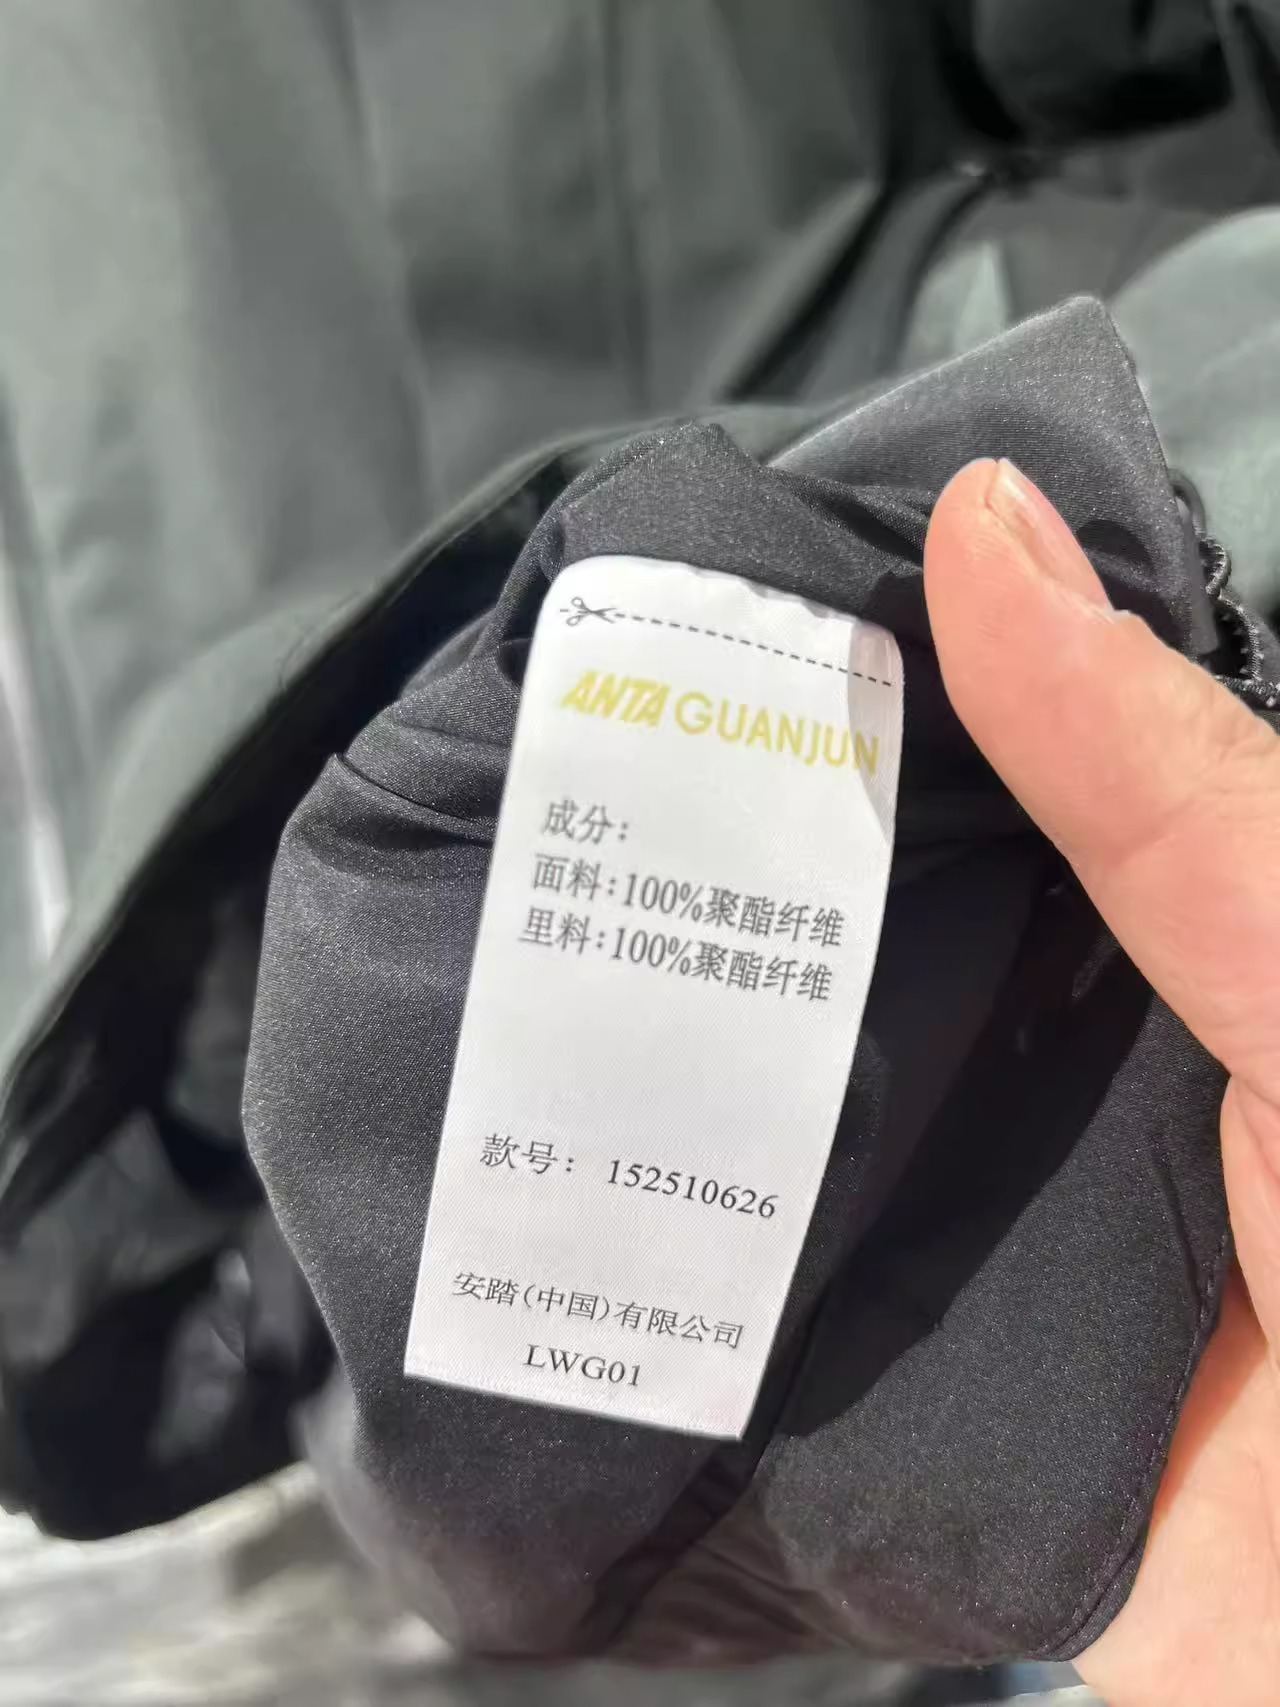 ANTA GUANJUN
成分：
面料：100%聚酯纤维
里料：100%聚酯纤维
款号： 152510626
安踏（中国）有限公司
LWG01